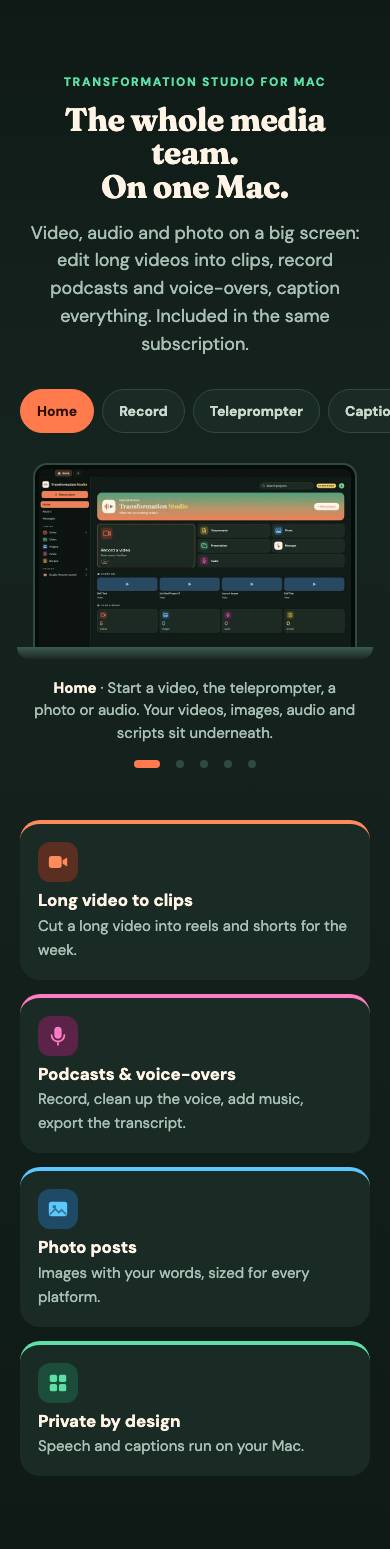 TRANSFORMATION STUDIO FOR MAC
The whole media
team.
On one Mac.
Video, audio and photo on a big screen:
edit long videos into clips, record
podcasts and voice-overs, caption
everything. Included in the same
subscription.
Home
Record
Teleprompter
Captio
Transformation Studio
Transformation Studio
Record a video
Home · Start a video, the teleprompter, a
photo or audio. Your videos, images, audio and
scripts sit underneath.
Long video to clips
Cut a long video into reels and shorts for the
week.
Podcasts & voice-overs
Record, clean up the voice, add music,
export the transcript.
Photo posts
Images with your words, sized for every
platform.
Private by design
Speech and captions run on your Mac.